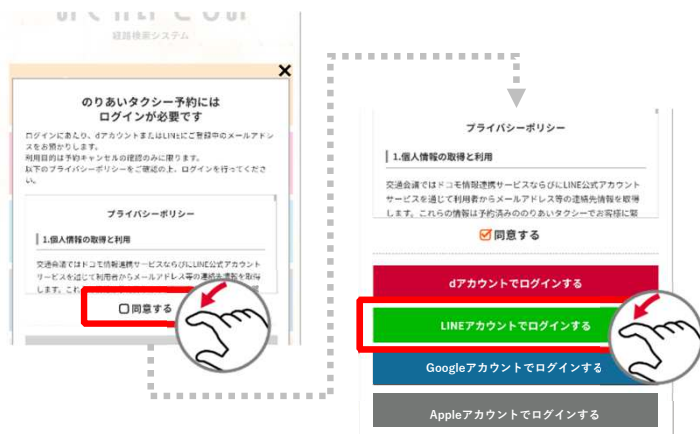 経路検索システム
のりあいタクシー予約には
ログインが必要です
ログインにあたり、dアカウントまたはLINEにご登録中のメールアドレ
スをお預かりします。
利用目的は予約キャンセルの確認のみに限ります。
以下のプライバシーポリシーをご確認の上、ログインを行ってくださ
い。
プライバシーポリシー
1.個人情報の取得と利用
交通会議ではドコモ情報連携サービスならびにLINE公式アカウント
サービスを通じて利用者からメールアドレス等の連絡先情報を取得
します。これ
同意する
プライバシーポリシー
1.個人情報の取得と利用
交通会議ではドコモ情報連携サービスならびにLINE公式アカウント
サービスを通じて利用者からメールアドレス等の連絡先情報を取得
します。これらの情報は予約済みののりあいタクシーでお客様に緊
同意する
dアカウントでログインする
LINEアカウントでログインする
Googleアカウントでログインする
Appleアカウントでログインする